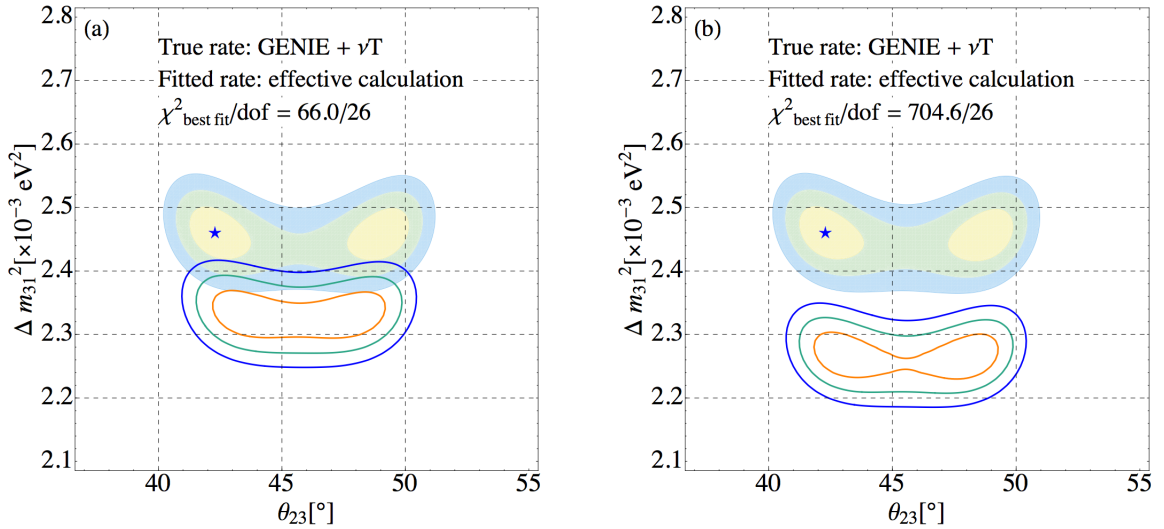 (a)
True rate: GENIE + νT
Fitted rate: effective calculation
χ²best fit/dof = 66.0/26
Δ m₃₁²[×10⁻³ eV²]
2.8
2.7
2.6
2.5
2.4
2.3
2.2
2.1
40 45 50 55
θ₂₃[°]
(b)
True rate: GENIE + νT
Fitted rate: effective calculation
χ²best fit/dof = 704.6/26
Δ m₃₁²[×10⁻³ eV²]
2.8
2.7
2.6
2.5
2.4
2.3
2.2
2.1
40 45 50 55
θ₂₃[°]